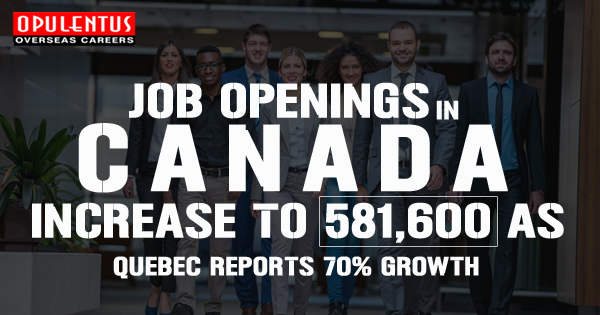 OPULENTUS
OVERSEAS CAREERS
JOB OPENINGS IN
CANADA
INCREASE TO 581,600 AS
QUEBEC REPORTS 70% GROWTH